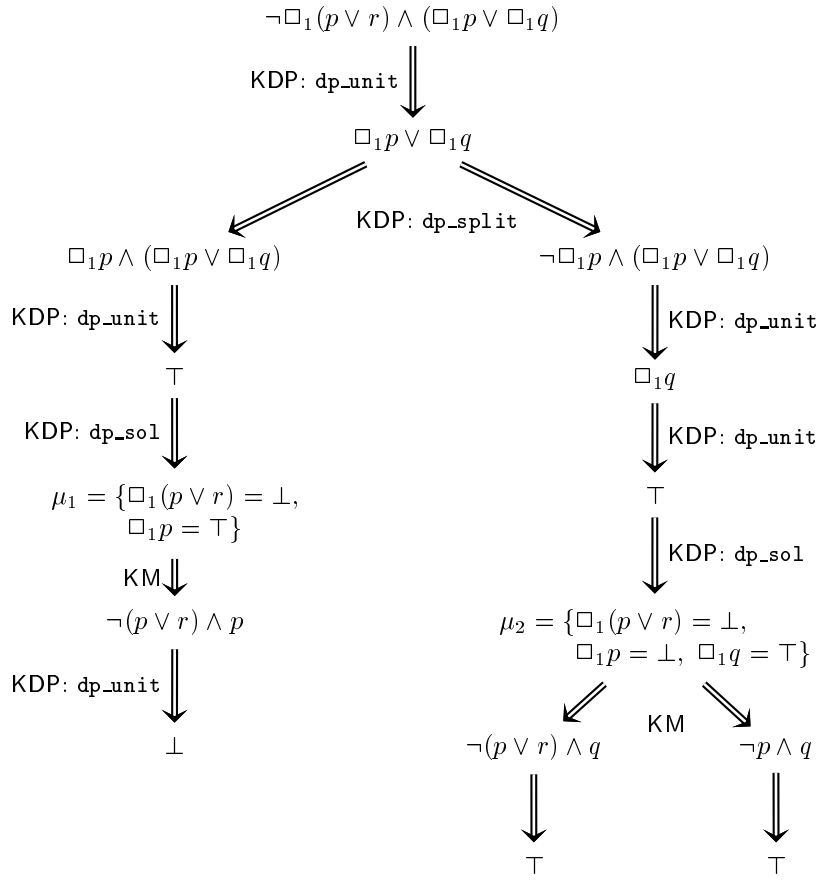 ¬□₁(p ∨ r) ∧ (□₁p ∨ □₁q)
KDP: dp_unit
□₁p ∨ □₁q
KDP: dp_split
□₁p ∧ (□₁p ∨ □₁q)
¬□₁p ∧ (□₁p ∨ □₁q)
KDP: dp_unit
KDP: dp_unit
⊤
□₁q
KDP: dp_sol
KDP: dp_unit
μ₁ = {□₁(p ∨ r) = ⊥,
□₁p = ⊤}
⊤
KDP: dp_sol
KM
¬(p ∨ r) ∧ p
μ₂ = {□₁(p ∨ r) = ⊥,
□₁p = ⊥, □₁q = ⊤}
KDP: dp_unit
KM
⊥
¬(p ∨ r) ∧ q
¬p ∧ q
⊤
⊤